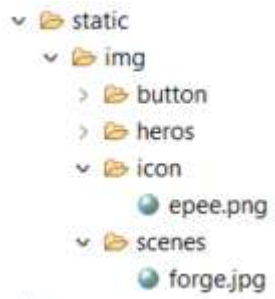 static
img
button
heros
icon
epee.png
scenes
forge.jpg